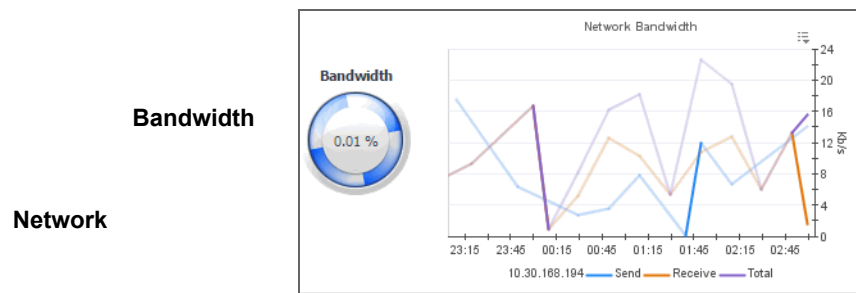 Bandwidth
Network
Bandwidth
0.01 %
Network Bandwidth
24
20
16
12
8
4
0
Kb/s
23:15 23:45 00:15 00:45 01:15 01:45 02:15 02:45
10.30.168.194 Send Receive Total